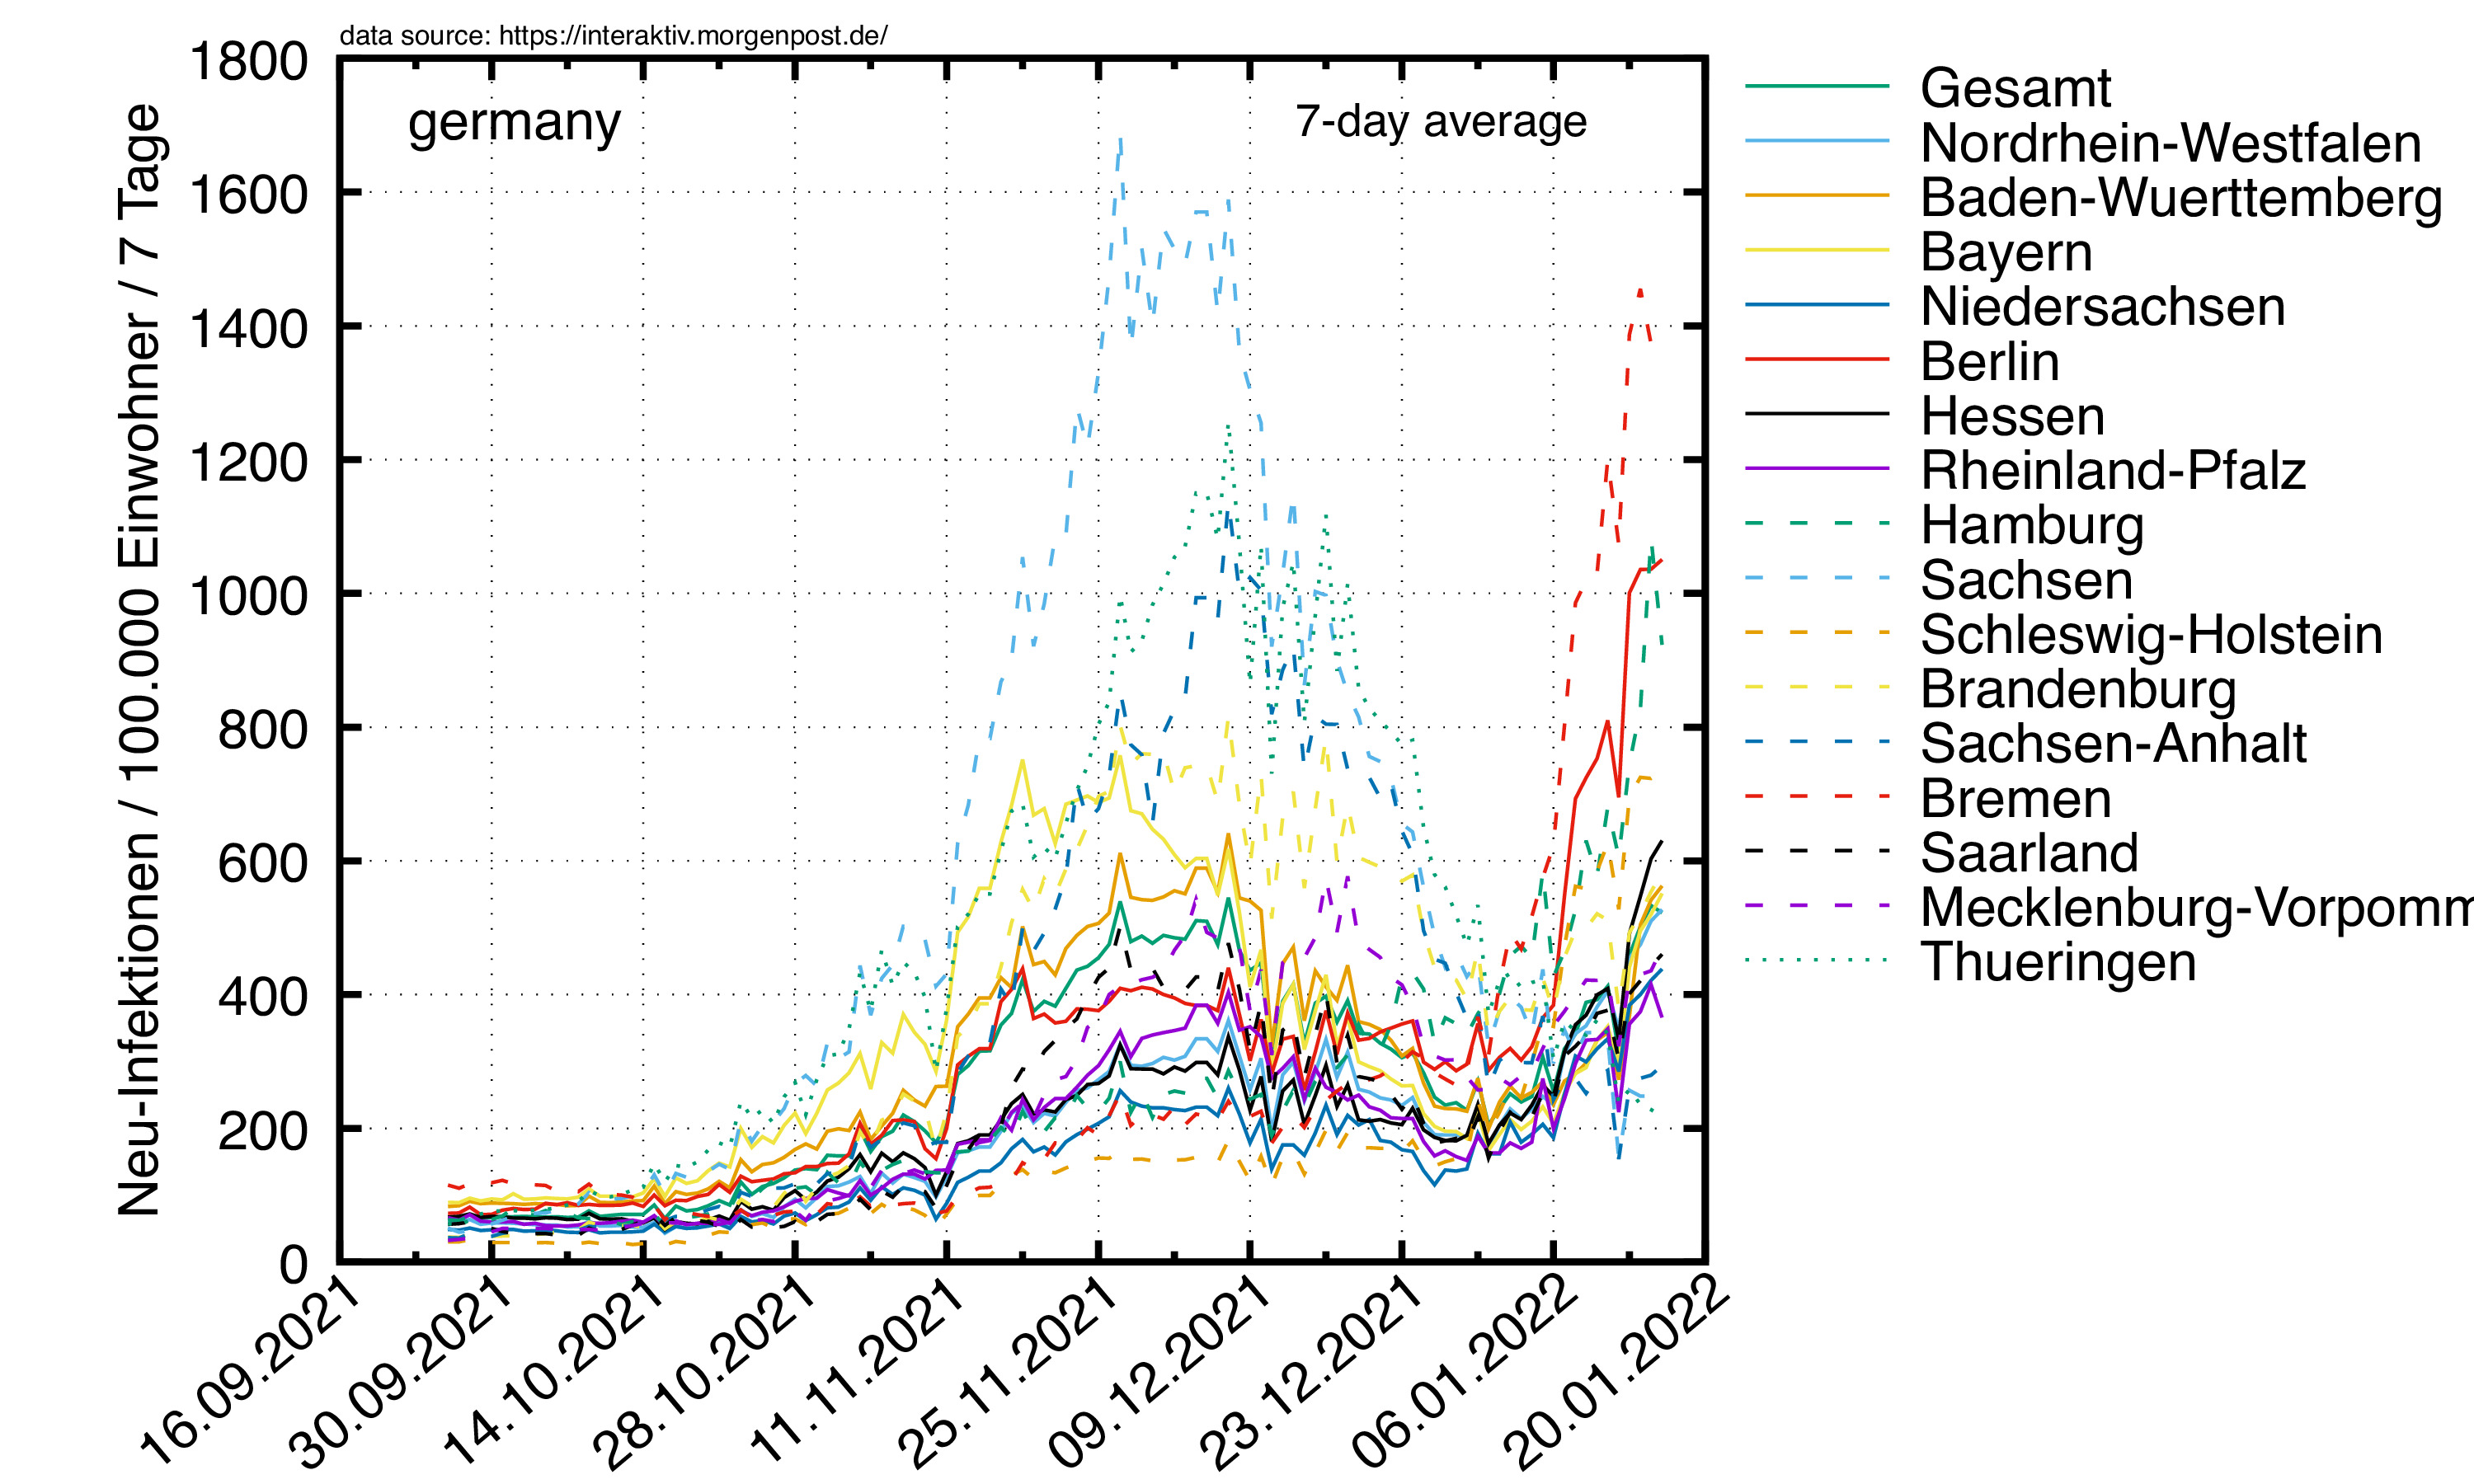 data source: https://interaktiv.morgenpost.de/
germany
7-day average
Neu-Infektionen / 100.000 Einwohner / 7 Tage
1800
1600
1400
1200
1000
800
600
400
200
0
16.09.2021
30.09.2021
14.10.2021
28.10.2021
11.11.2021
25.11.2021
09.12.2021
23.12.2021
06.01.2022
20.01.2022
Gesamt
Nordrhein-Westfalen
Baden-Wuerttemberg
Bayern
Niedersachsen
Berlin
Hessen
Rheinland-Pfalz
Hamburg
Sachsen
Schleswig-Holstein
Brandenburg
Sachsen-Anhalt
Bremen
Saarland
Mecklenburg-Vorpomm
Thueringen